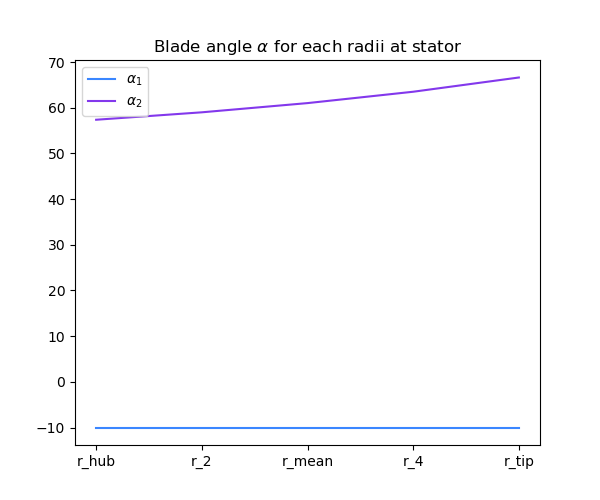 Blade angle α for each radii at stator
α₁
α₂
70
60
50
40
30
20
10
0
−10
r_hub r_2 r_mean r_4 r_tip